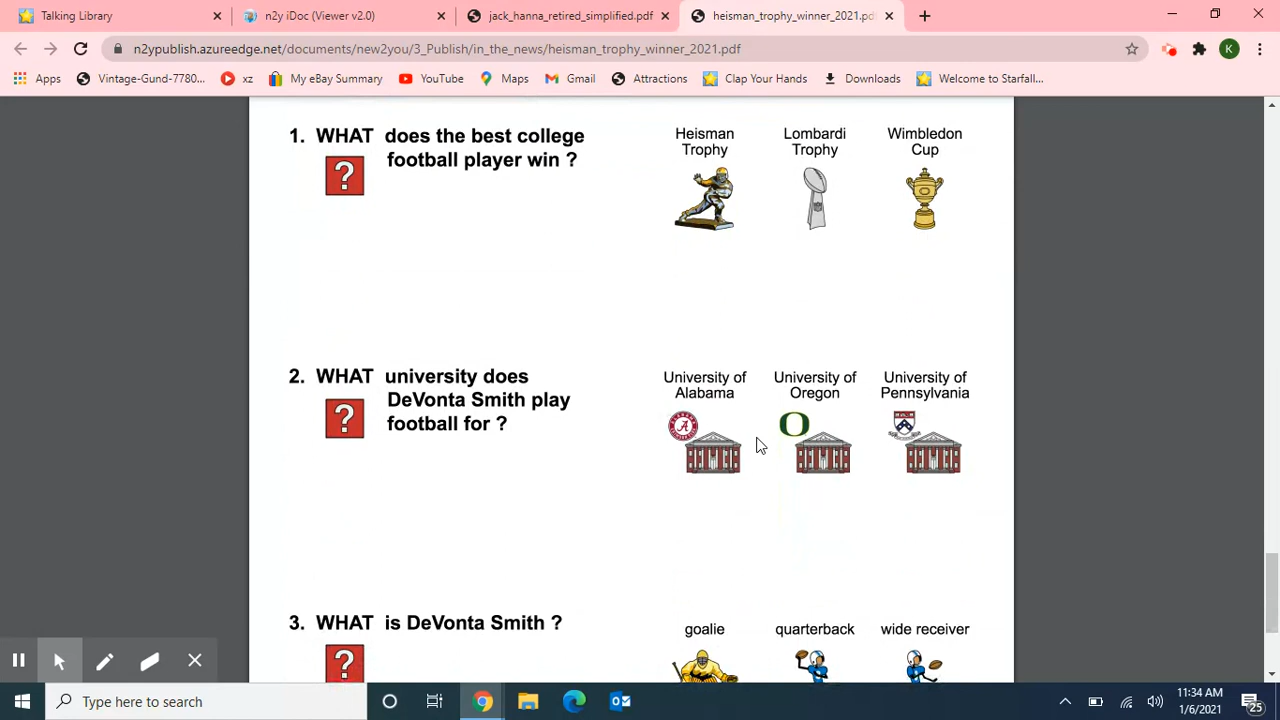 Talking Library
n2y iDoc (Viewer v2.0)
jack_hanna_retired_simplified.pdf
heisman_trophy_winner_2021.pd
n2ypublish.azureedge.net/documents/new2you/3_Publish/in_the_news/heisman_trophy_winner_2021.pdf
K
Apps
Vintage-Gund-7780...
xz
My eBay Summary
YouTube
Maps
Gmail
Attractions
Clap Your Hands
Downloads
Welcome to Starfall...
1. WHAT does the best college
football player win ?
?
Heisman
Trophy
Lombardi
Trophy
Wimbledon
Cup
2. WHAT university does
DeVonta Smith play
football for ?
?
University of
Alabama
University of
Oregon
University of
Pennsylvania
A
O
3. WHAT is DeVonta Smith ?
?
goalie
quarterback
wide receiver
Type here to search
11:34 AM
1/6/2021
25